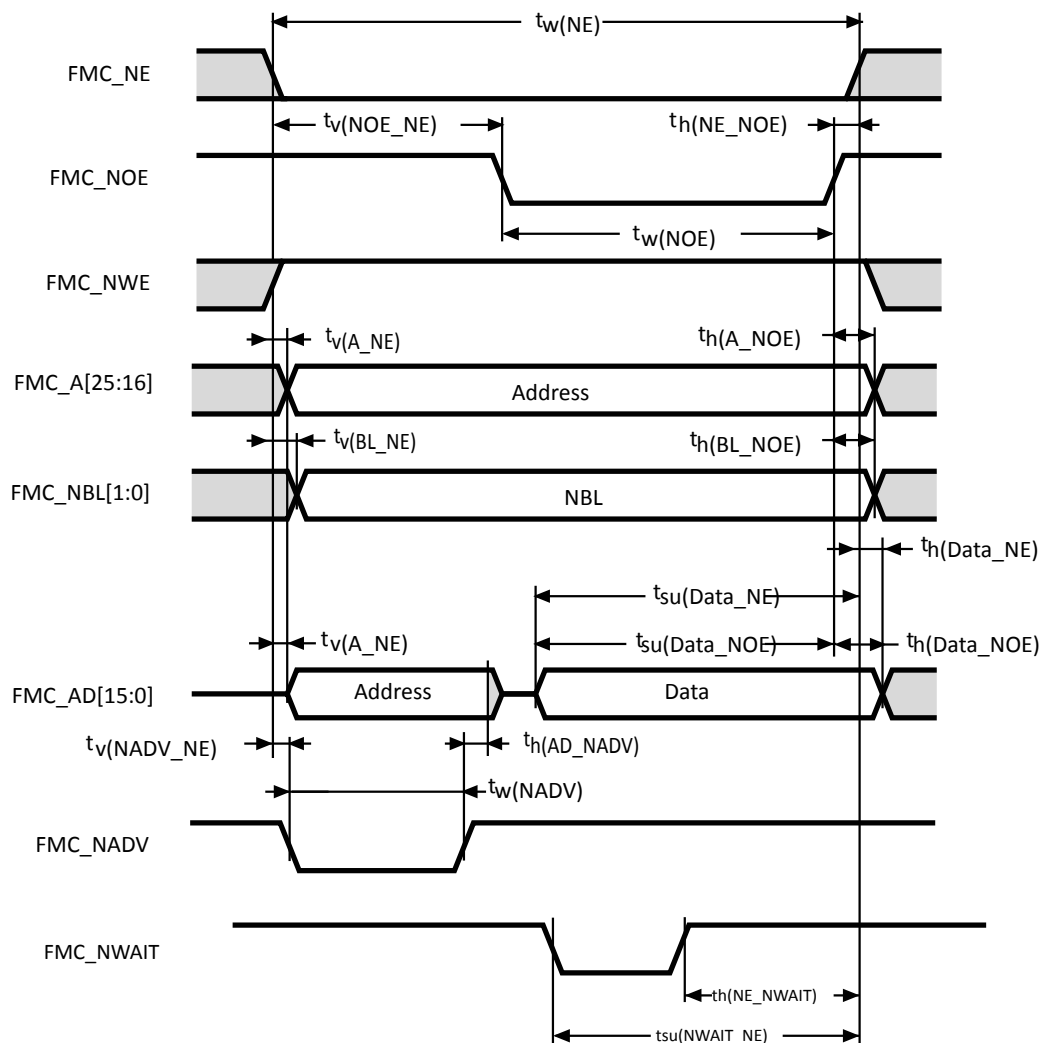 tw(NE)
FMC_NE
tv(NOE_NE)
th(NE_NOE)
FMC_NOE
tw(NOE)
FMC_NWE
tv(A_NE)
th(A_NOE)
FMC_A[25:16]
Address
tv(BL_NE)
th(BL_NOE)
FMC_NBL[1:0]
NBL
th(Data_NE)
tsu(Data_NE)
tv(A_NE)
tsu(Data_NOE)
th(Data_NOE)
FMC_AD[15:0]
Address
Data
tv(NADV_NE)
th(AD_NADV)
tw(NADV)
FMC_NADV
FMC_NWAIT
th(NE_NWAIT)
tsu(NWAIT_NE)